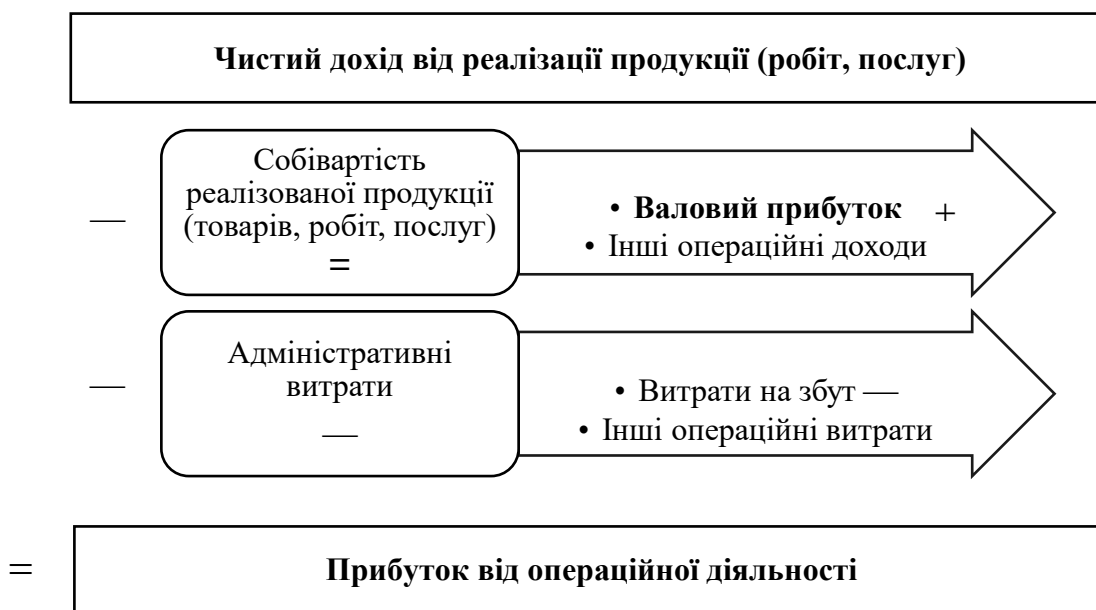 Чистий дохід від реалізації продукції (робіт, послуг)
—
Собівартість
реалізованої продукції
(товарів, робіт, послуг)
=
• Валовий прибуток +
• Інші операційні доходи
—
Адміністративні
витрати
—
• Витрати на збут —
• Інші операційні витрати
=
Прибуток від операційної діяльності